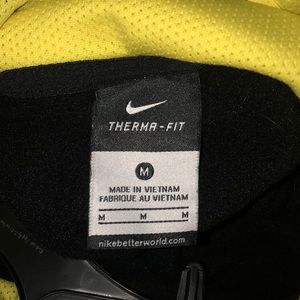 THERMA-FIT
M
MADE IN VIETNAM
FABRIQUE AU VIETNAM
M M M
nikebetterworld.com